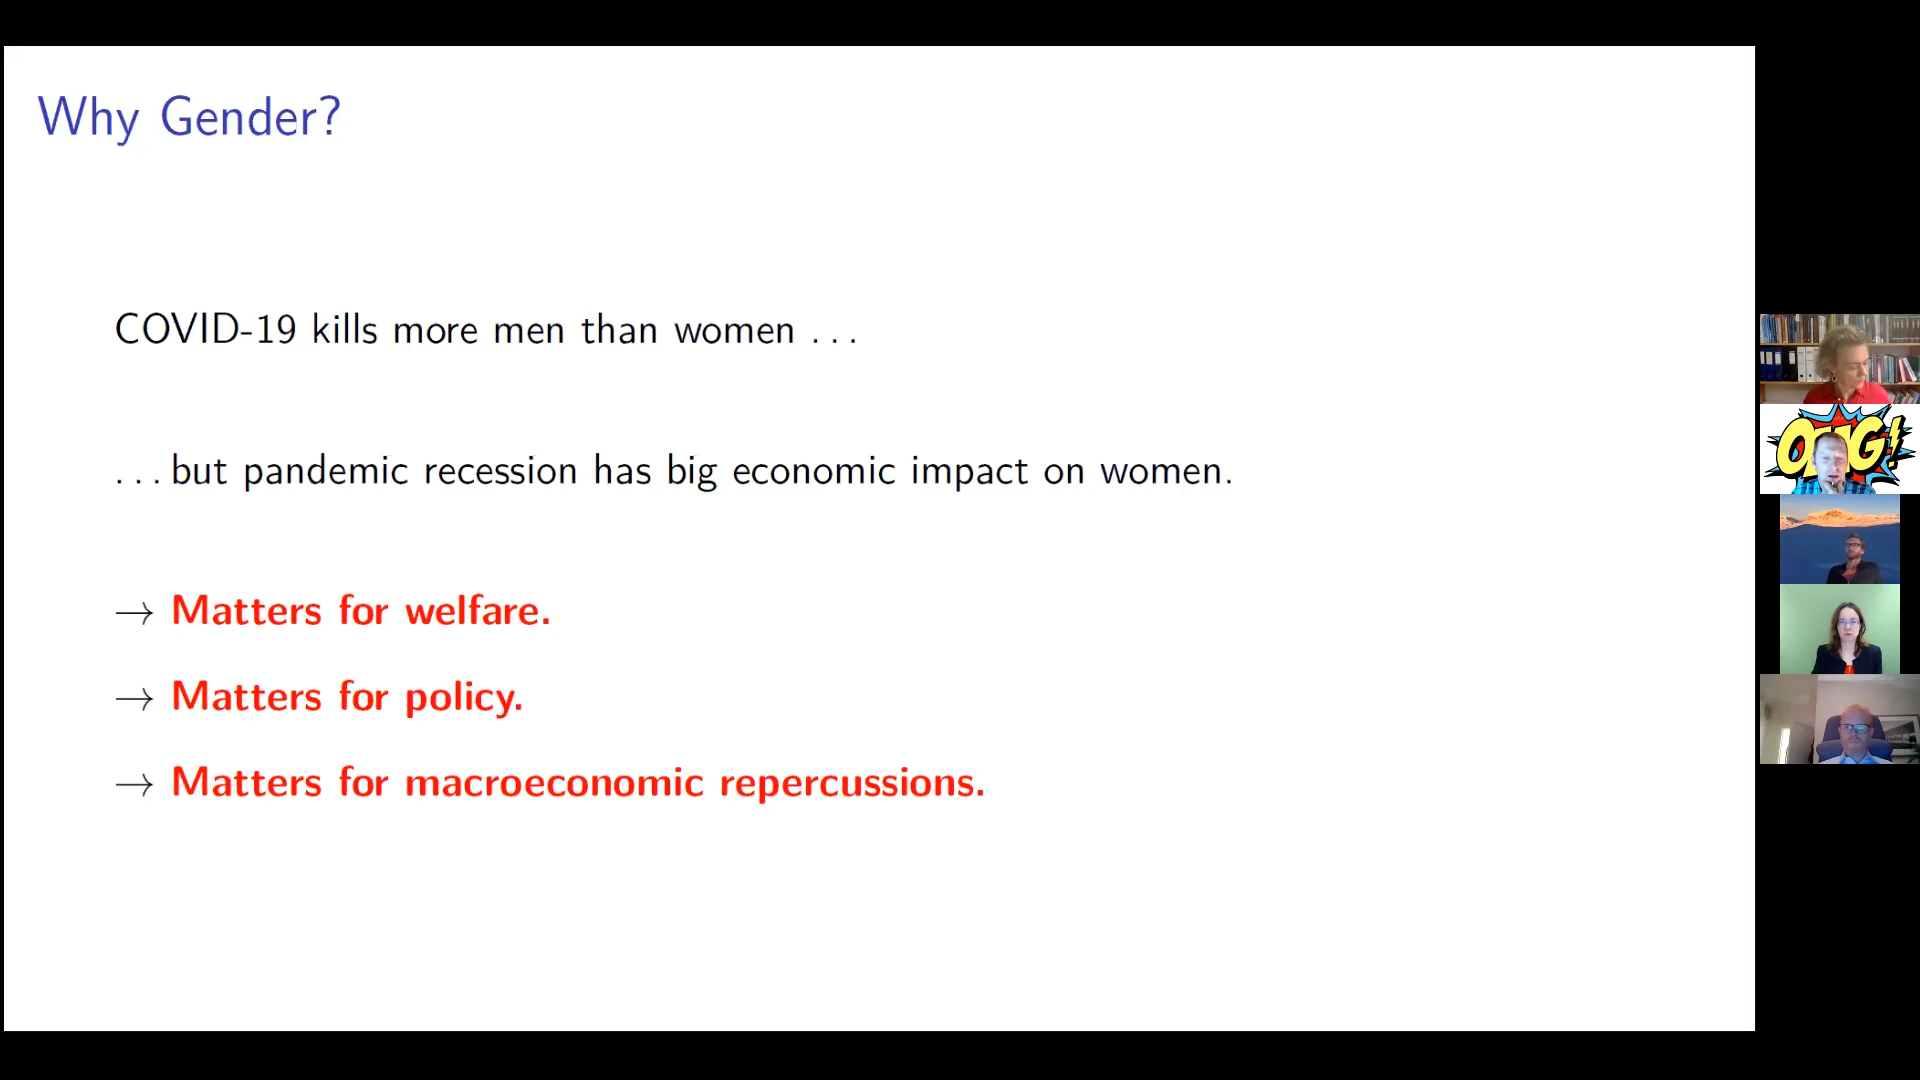 Why Gender?
COVID-19 kills more men than women ...
... but pandemic recession has big economic impact on women.
→ Matters for welfare.
→ Matters for policy.
→ Matters for macroeconomic repercussions.
OMG!